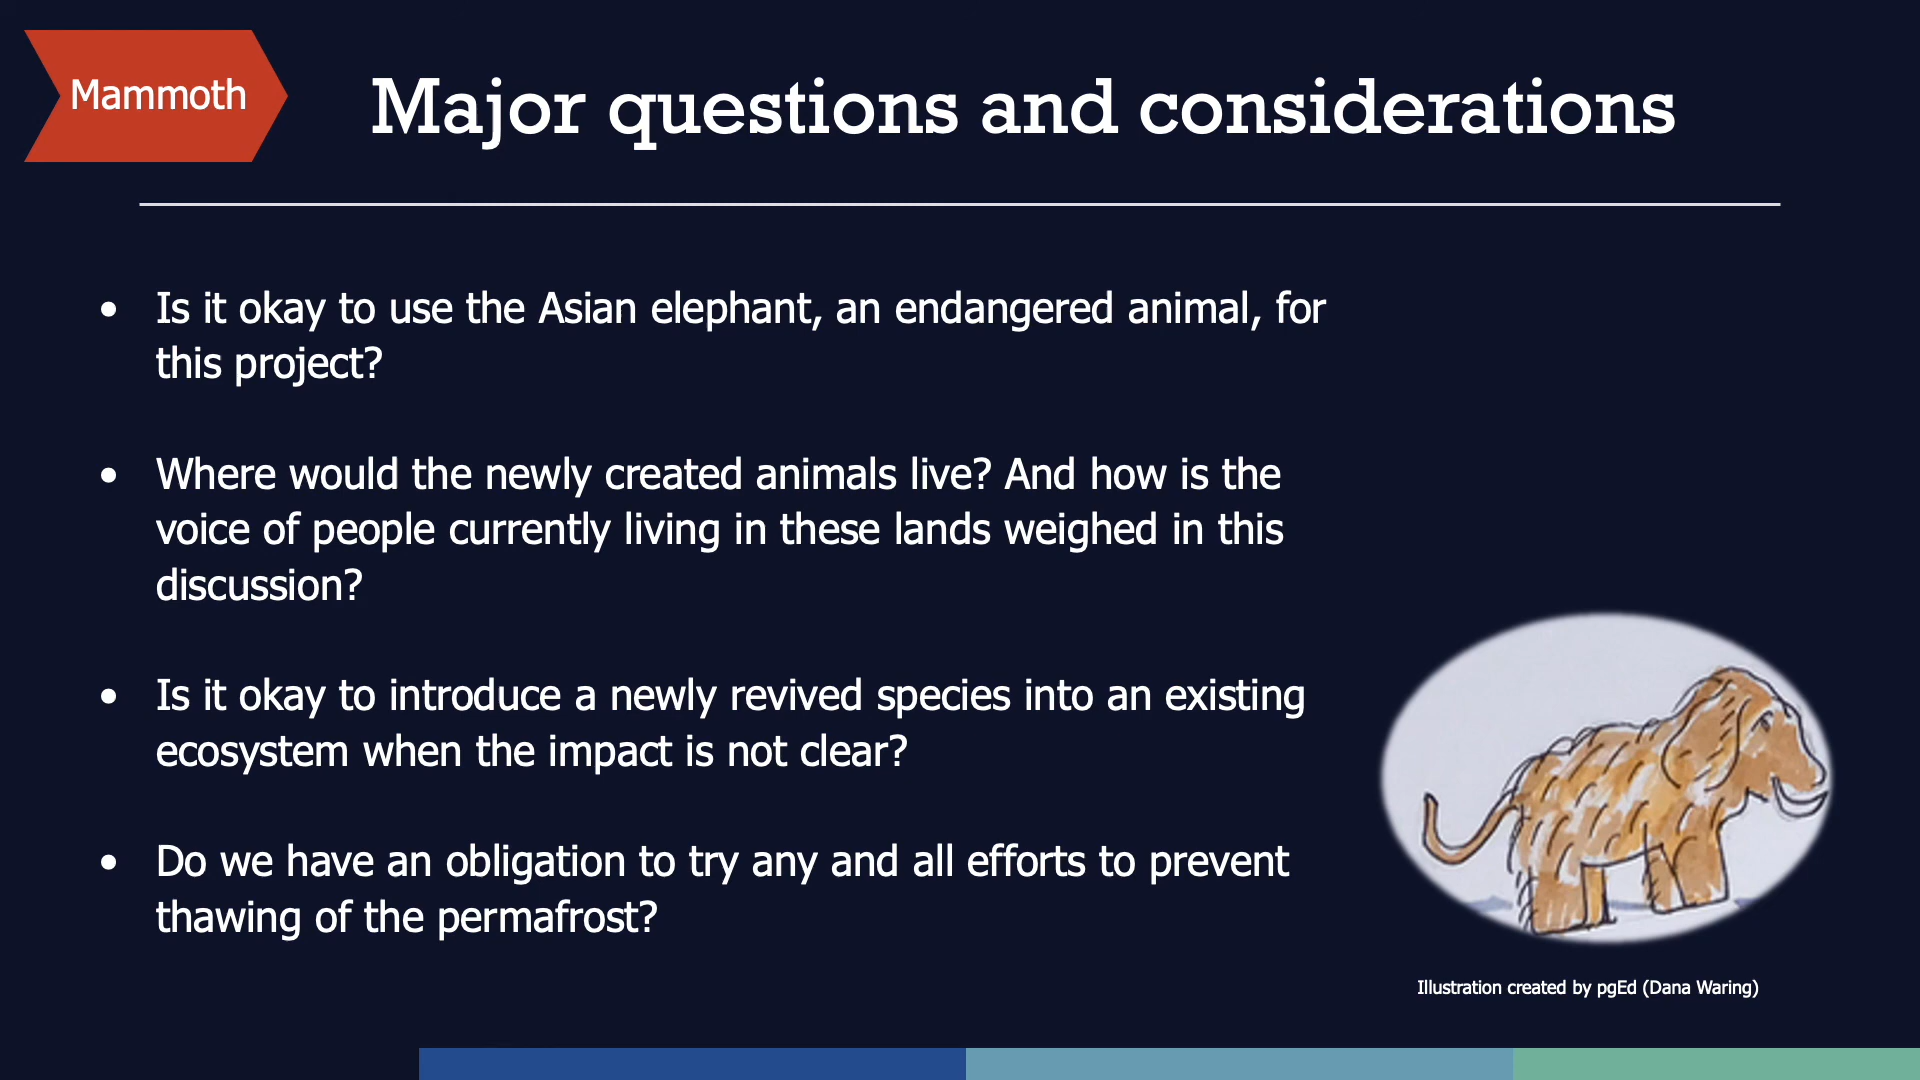 Mammoth
Major questions and considerations
• Is it okay to use the Asian elephant, an endangered animal, for
this project?
• Where would the newly created animals live? And how is the
voice of people currently living in these lands weighed in this
discussion?
• Is it okay to introduce a newly revived species into an existing
ecosystem when the impact is not clear?
• Do we have an obligation to try any and all efforts to prevent
thawing of the permafrost?
Illustration created by pgEd (Dana Waring)